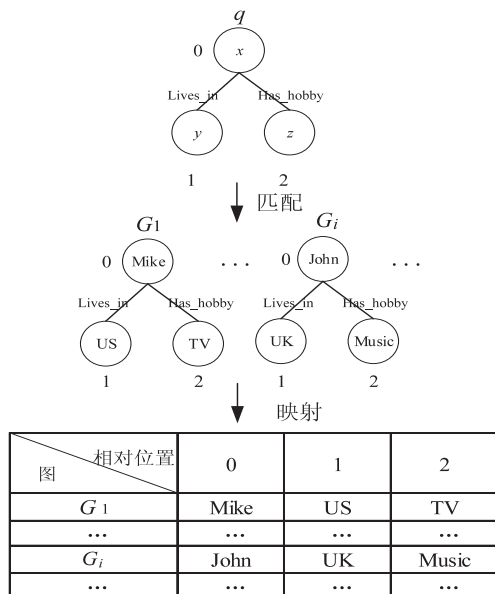 q
0 x
Lives_in Has_hobby
y z
1 2
匹配
G1 Gi
0 Mike ... 0 John ...
Lives_in Has_hobby Lives_in Has_hobby
US TV UK Music
1 2 1 2
映射
相对位置 0 1 2
图
G 1 Mike US TV
... ... ... ...
Gi John UK Music
... ... ... ...